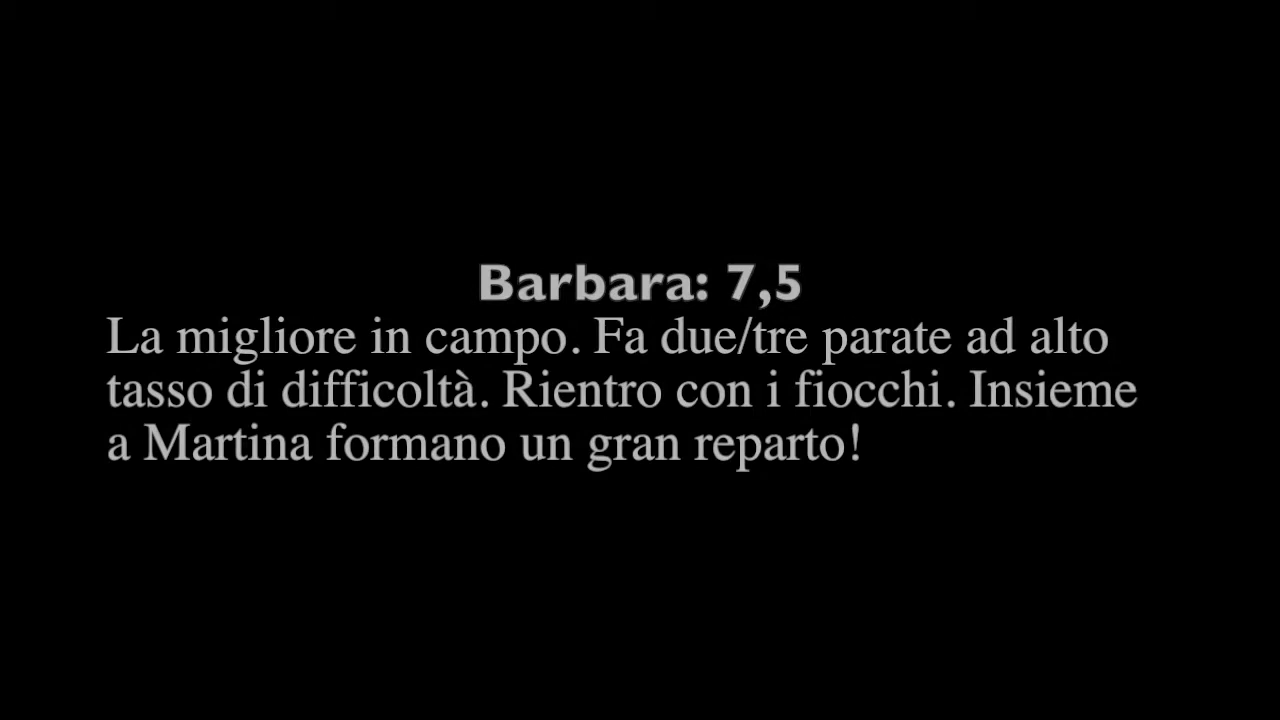 Barbara: 7,5
La migliore in campo. Fa due/tre parate ad alto
tasso di difficoltà. Rientro con i fiocchi. Insieme
a Martina formano un gran reparto!